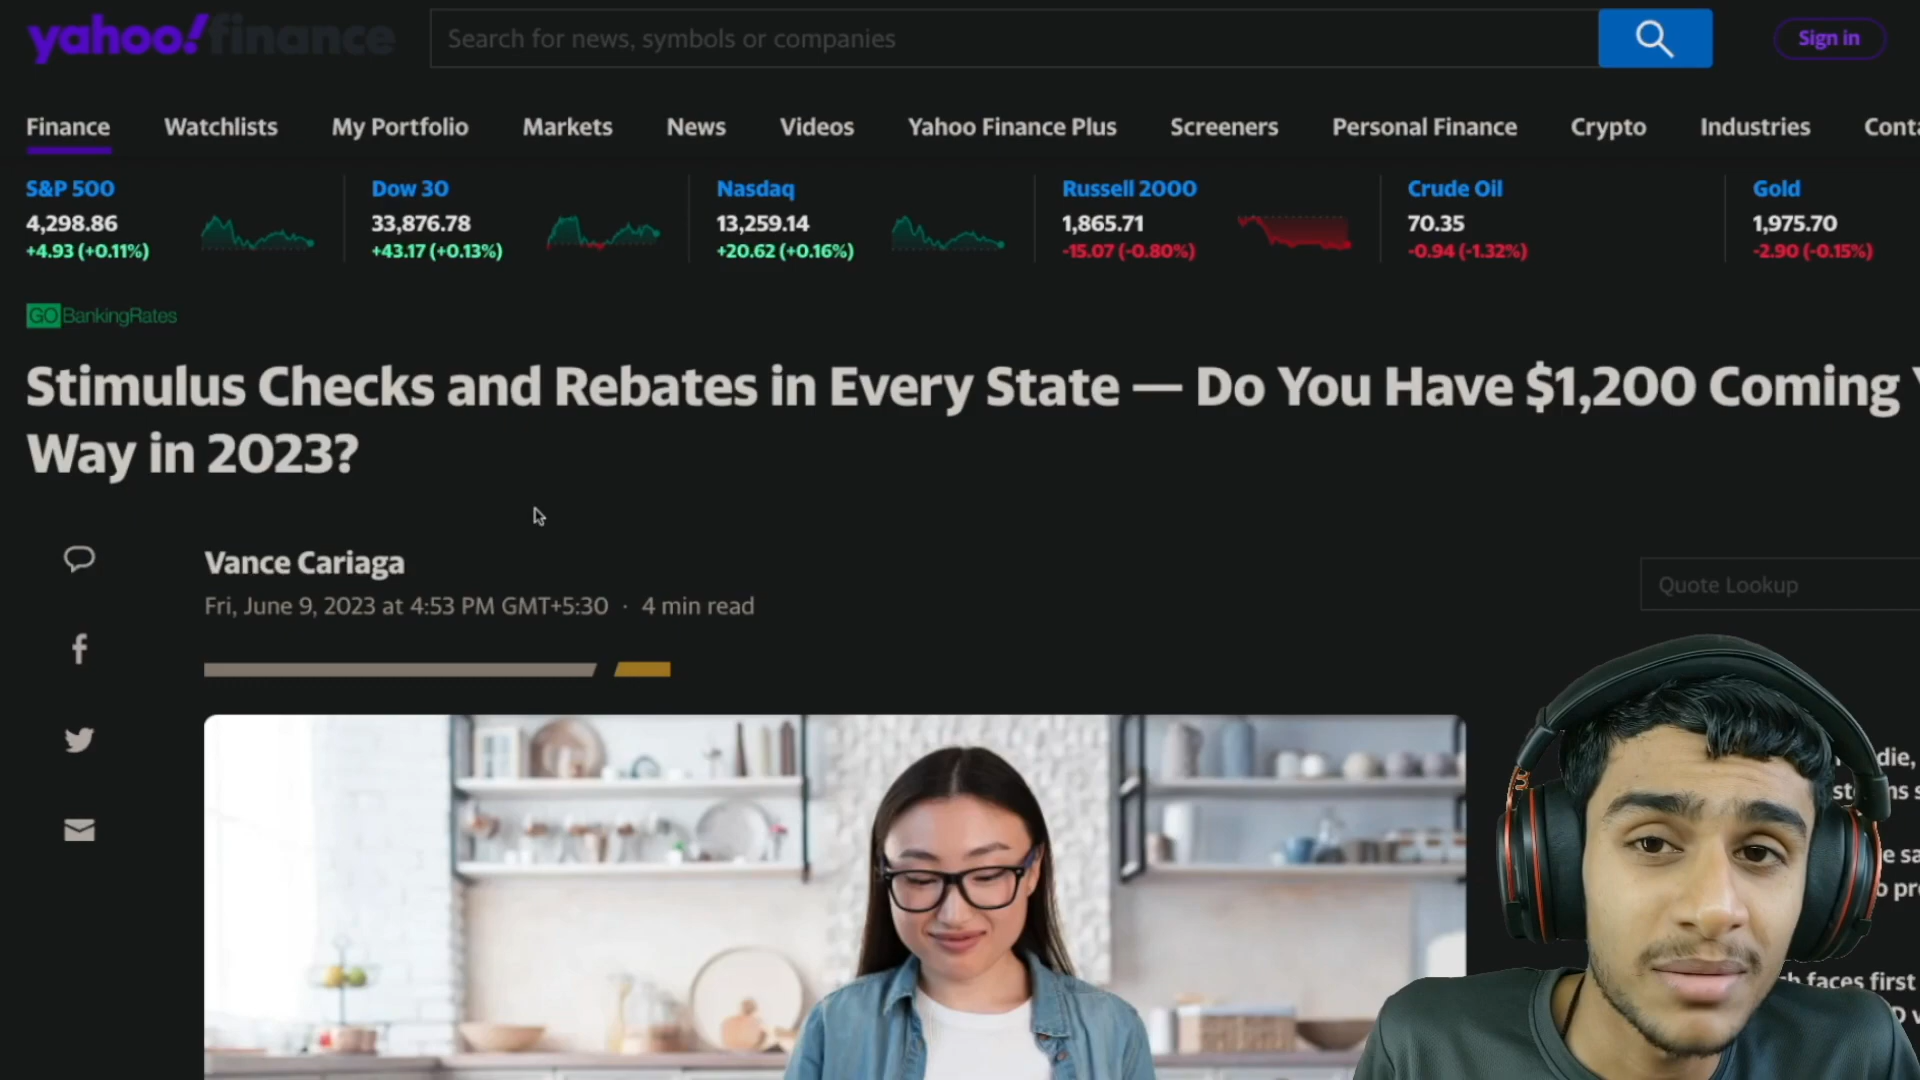 yahoo!finance
Search for news, symbols or companies
Sign in
Finance Watchlists My Portfolio Markets News Videos Yahoo Finance Plus Screeners Personal Finance Crypto Industries
S&P 500 Dow 30 Nasdaq Russell 2000 Crude Oil Gold
4,298.86 33,876.78 13,259.14 1,865.71 70.35 1,975.70
+4.93 (+0.11%) +43.17 (+0.13%) +20.62 (+0.16%) -15.07 (-0.80%) -0.94 (-1.32%) -2.90 (-0.15%)
GOBankingRates
Stimulus Checks and Rebates in Every State — Do You Have $1,200 Coming
Way in 2023?
Vance Cariaga
Fri, June 9, 2023 at 4:53 PM GMT+5:30 · 4 min read
Quote Lookup
faces first